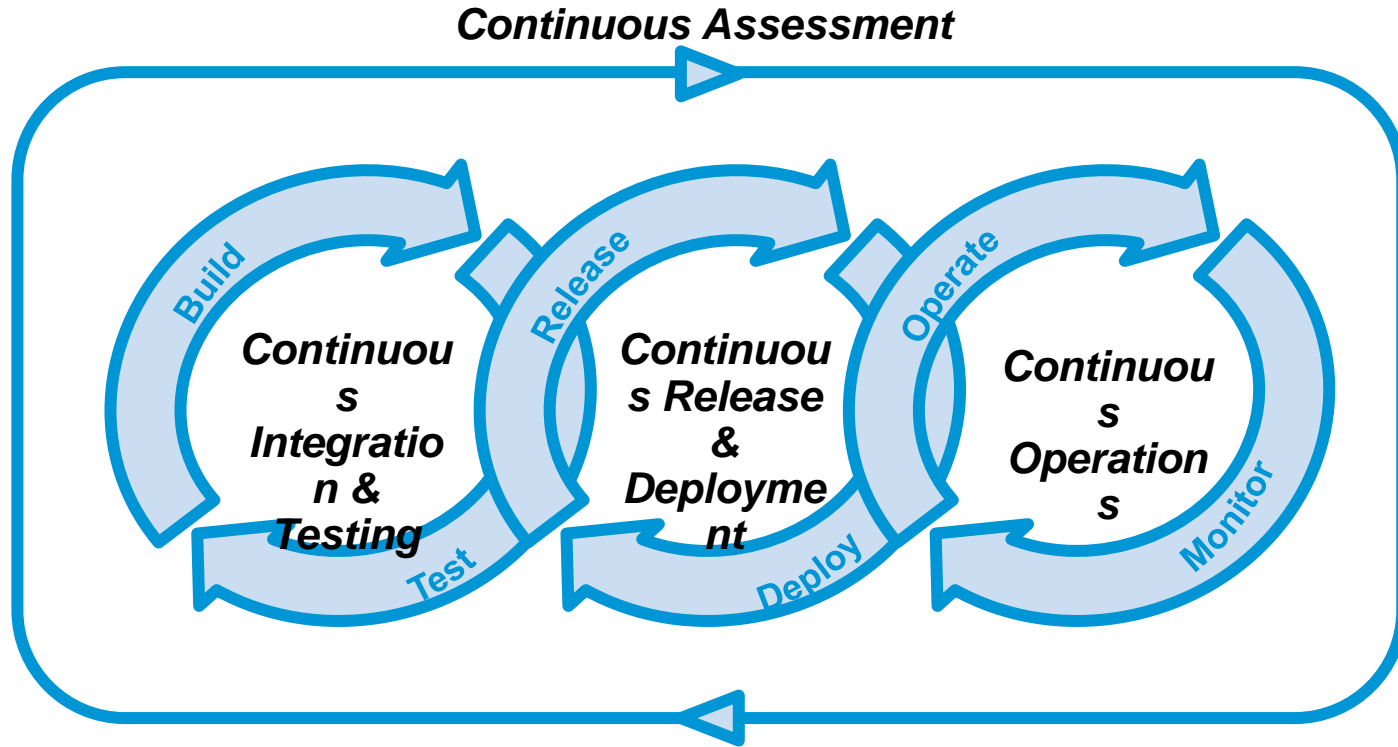 Continuous Assessment
Build
Continuou
s
Integratio
n &
Testing
Test
Release
Continuou
s Release
&
Deployme
nt
Deploy
Operate
Continuou
s
Operation
s
Monitor